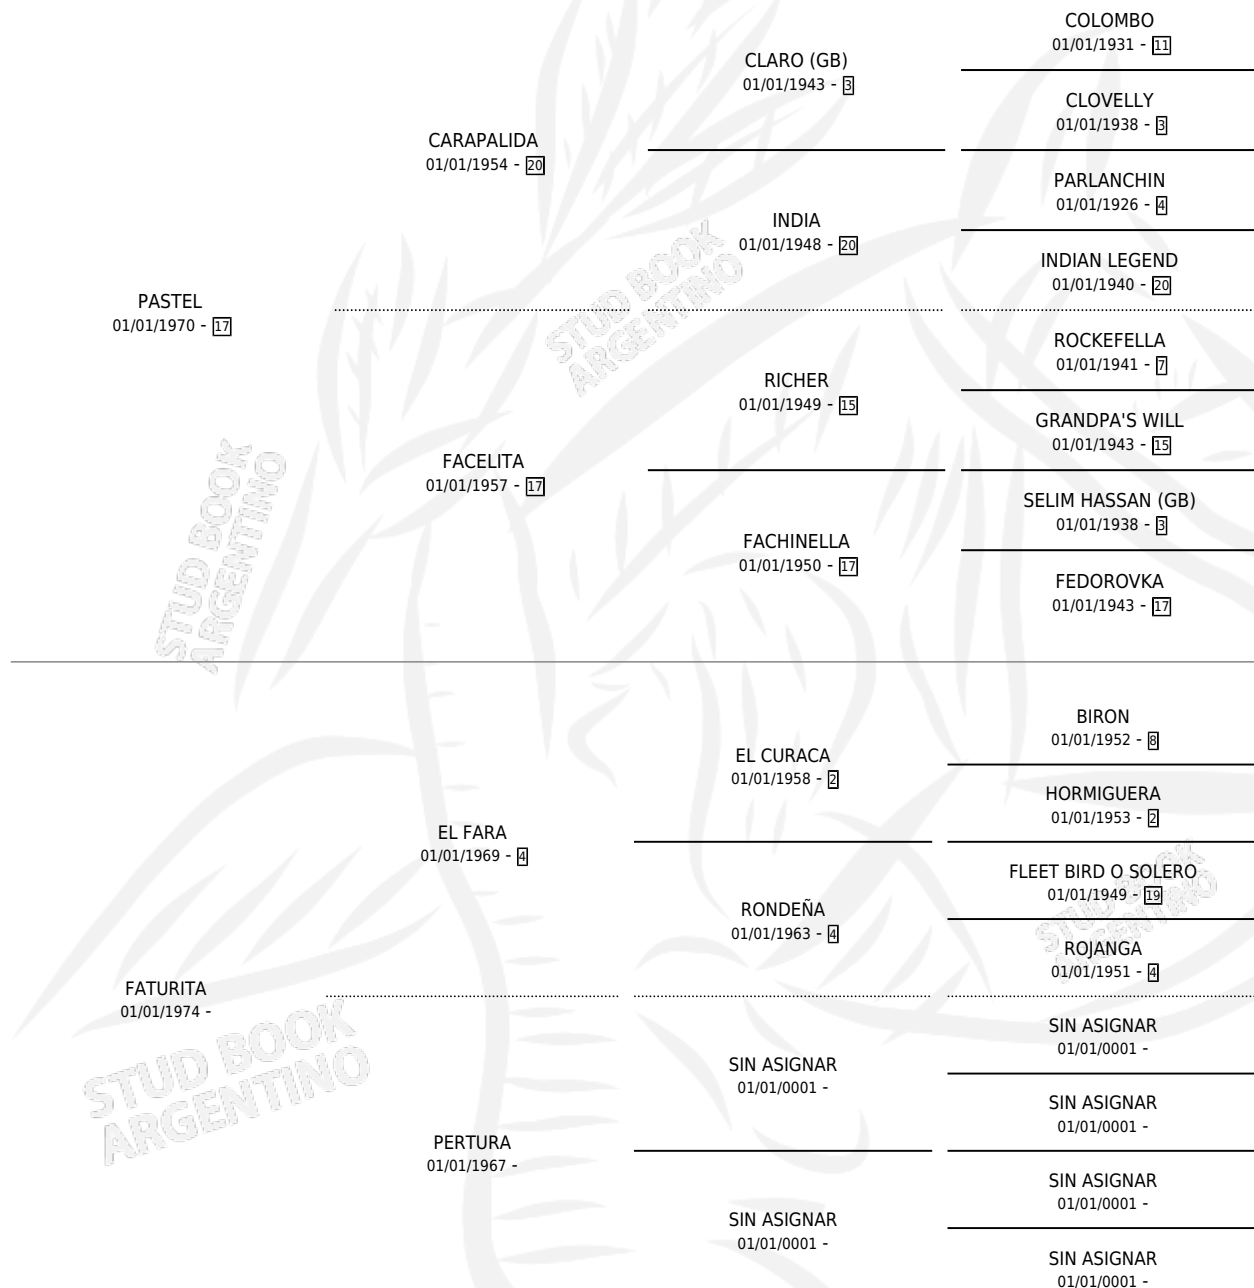 COLOMBO
01/01/1931 - 11
CLARO (GB)
01/01/1943 - 3
CLOVELLY
01/01/1938 - 3
CARAPALIDA
01/01/1954 - 20
PARLANCHIN
01/01/1926 - 4
INDIA
01/01/1948 - 20
INDIAN LEGEND
01/01/1940 - 20
PASTEL
01/01/1970 - 17
ROCKEFELLA
01/01/1941 - 7
RICHER
01/01/1949 - 15
GRANDPA'S WILL
01/01/1943 - 15
FACELITA
01/01/1957 - 17
SELIM HASSAN (GB)
01/01/1938 - 3
FACHINELLA
01/01/1950 - 17
FEDOROVKA
01/01/1943 - 17
BIRON
01/01/1952 - 8
EL CURACA
01/01/1958 - 2
HORMIGUERA
01/01/1953 - 2
EL FARA
01/01/1969 - 4
FLEET BIRD O SOLERO
01/01/1949 - 19
RONDEÑA
01/01/1963 - 4
ROJANGA
01/01/1951 - 4
FATURITA
01/01/1974 -
SIN ASIGNAR
01/01/0001 -
SIN ASIGNAR
01/01/0001 -
SIN ASIGNAR
01/01/0001 -
PERTURA
01/01/1967 -
SIN ASIGNAR
01/01/0001 -
SIN ASIGNAR
01/01/0001 -
SIN ASIGNAR
01/01/0001 -
STUD BOOK
ARGENTINO
STUD BOOK
ARGENTINO
STUD BOOK
ARGENTINO
STUD BOOK
ARGENTINO